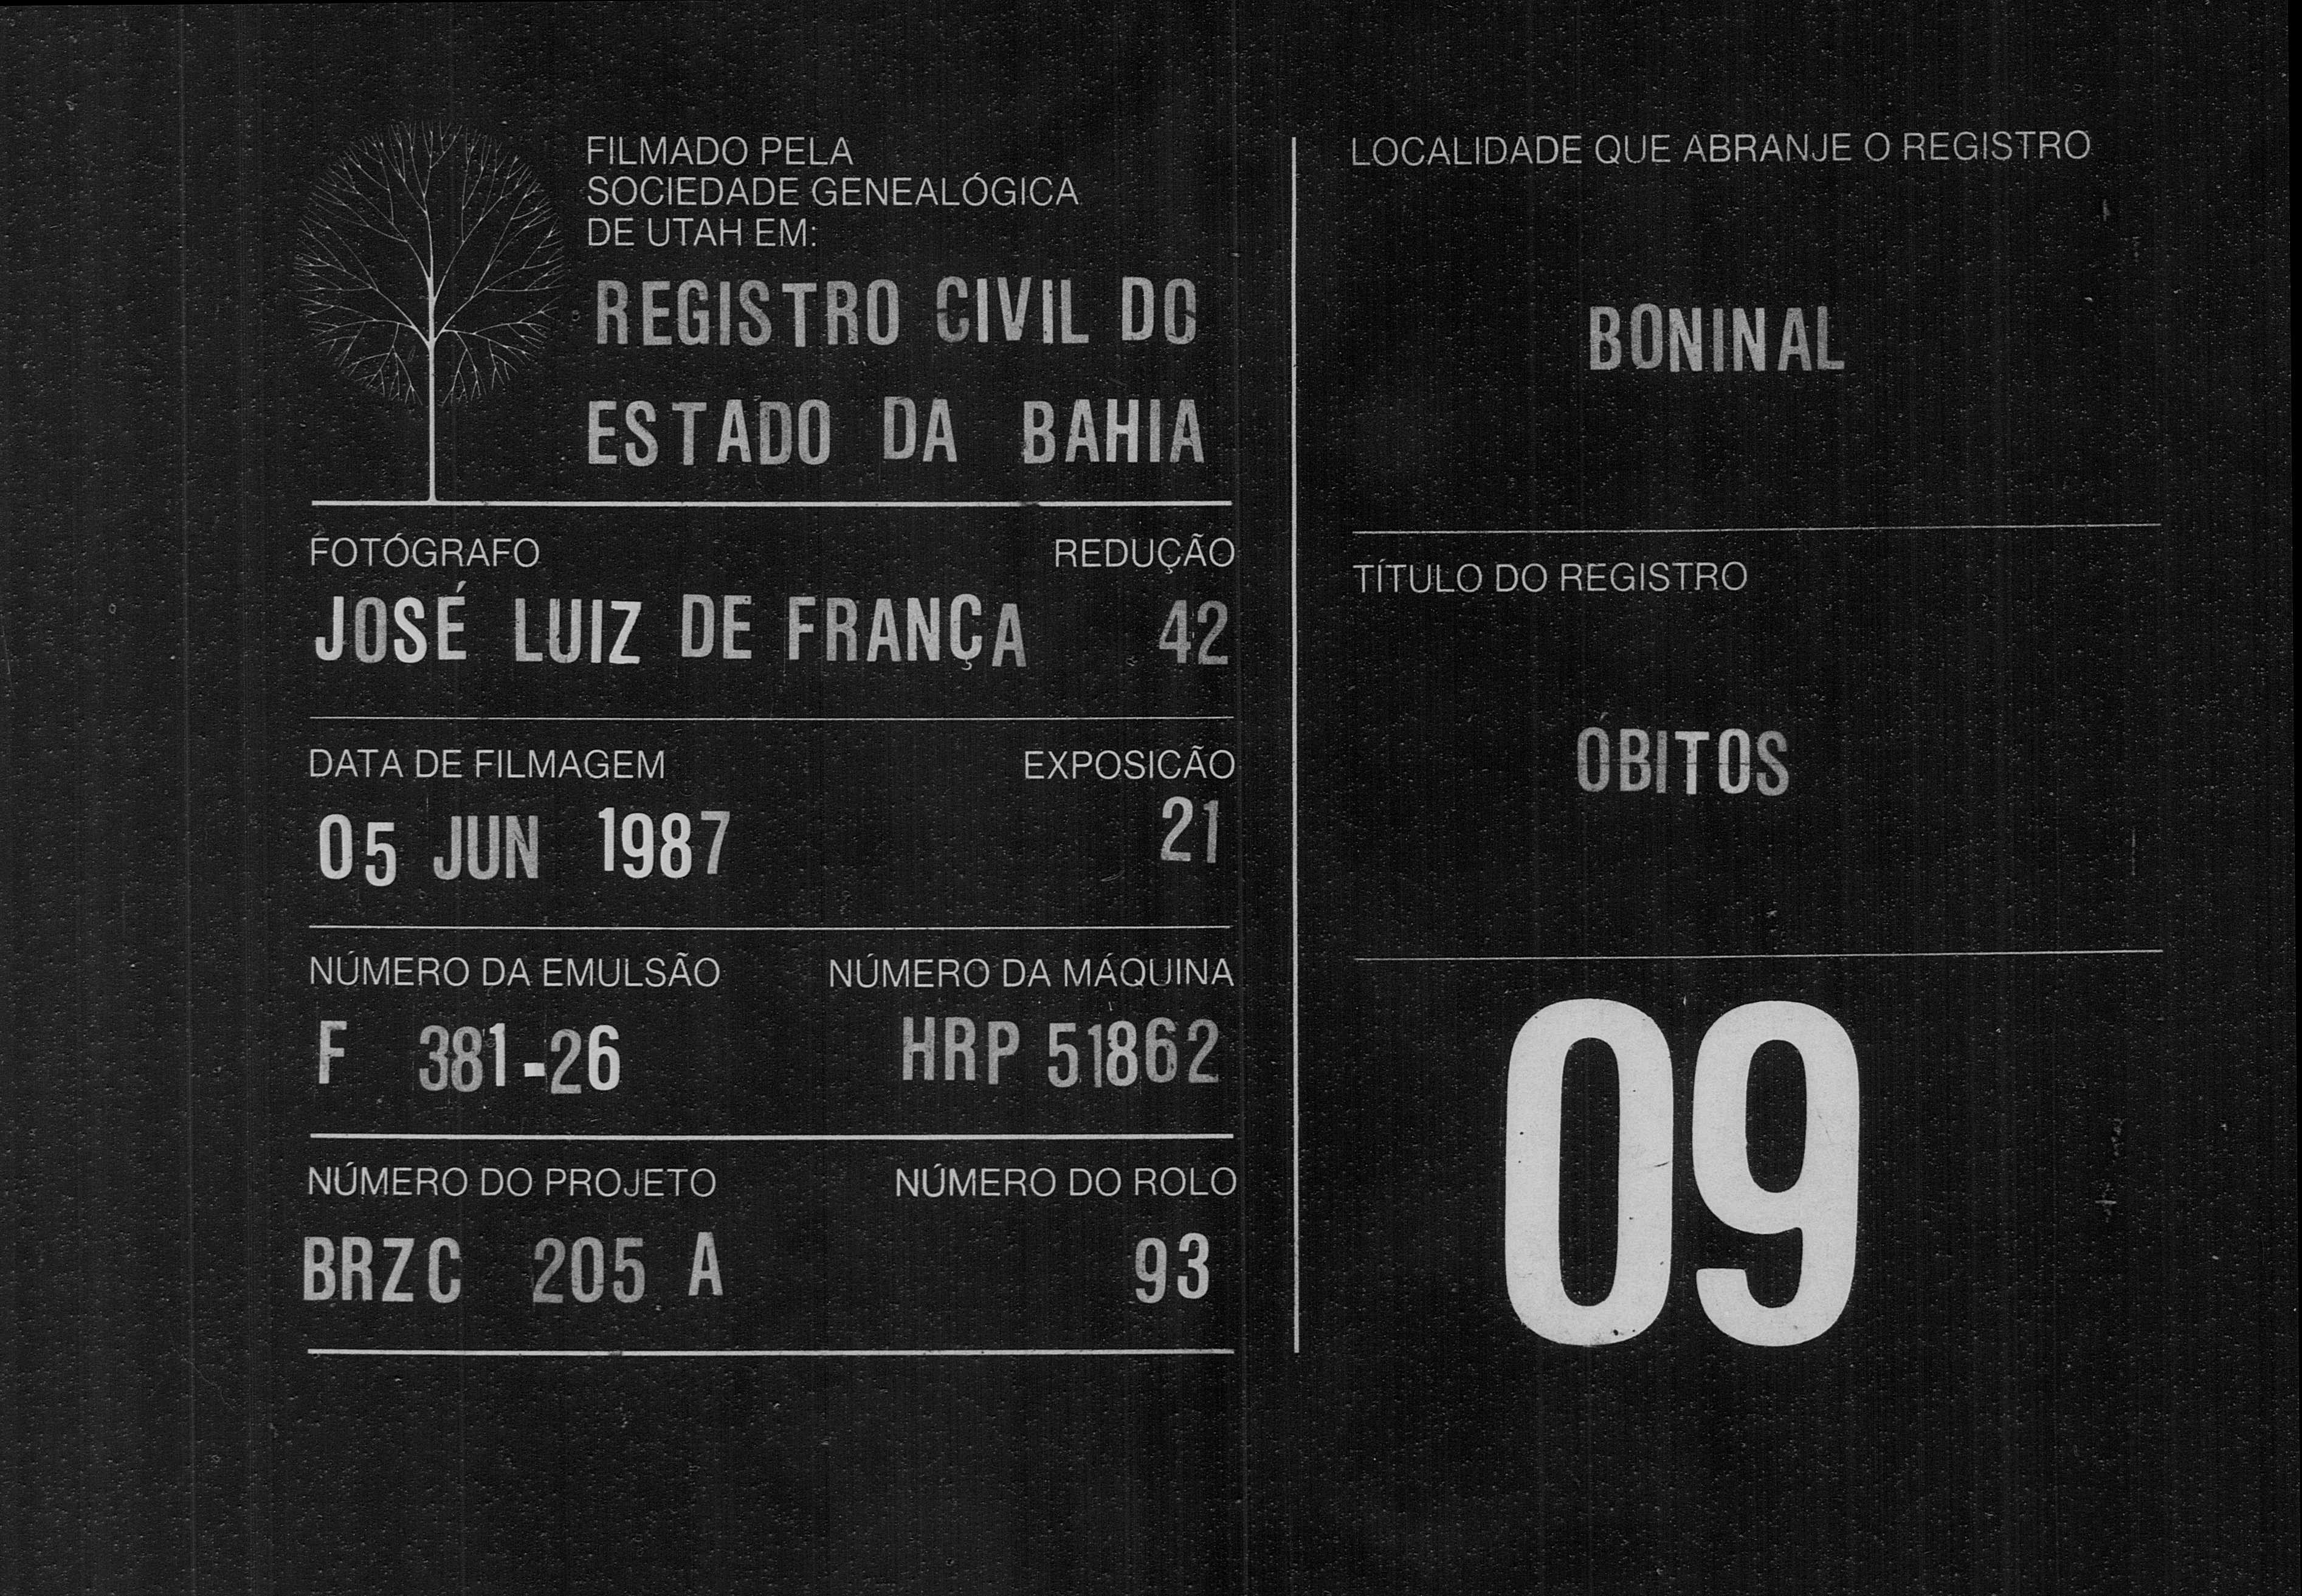 FILMADO PELA
SOCIEDADE GENEALÓGICA
DE UTAH EM:
REGISTRO CIVIL DO
ESTADO DA BAHIA
FOTÓGRAFO REDUÇÃO
JOSÉ LUIZ DE FRANÇA 42
DATA DE FILMAGEM EXPOSICÃO
05 JUN 1987 21
NÚMERO DA EMULSÃO NÚMERO DA MÁQUINA
F 381-26 HRP 51862
NÚMERO DO PROJETO NÚMERO DO ROLO
BRZC 205 A 93
LOCALIDADE QUE ABRANJE O REGISTRO
BONINAL
TÍTULO DO REGISTRO
ÓBITOS
09